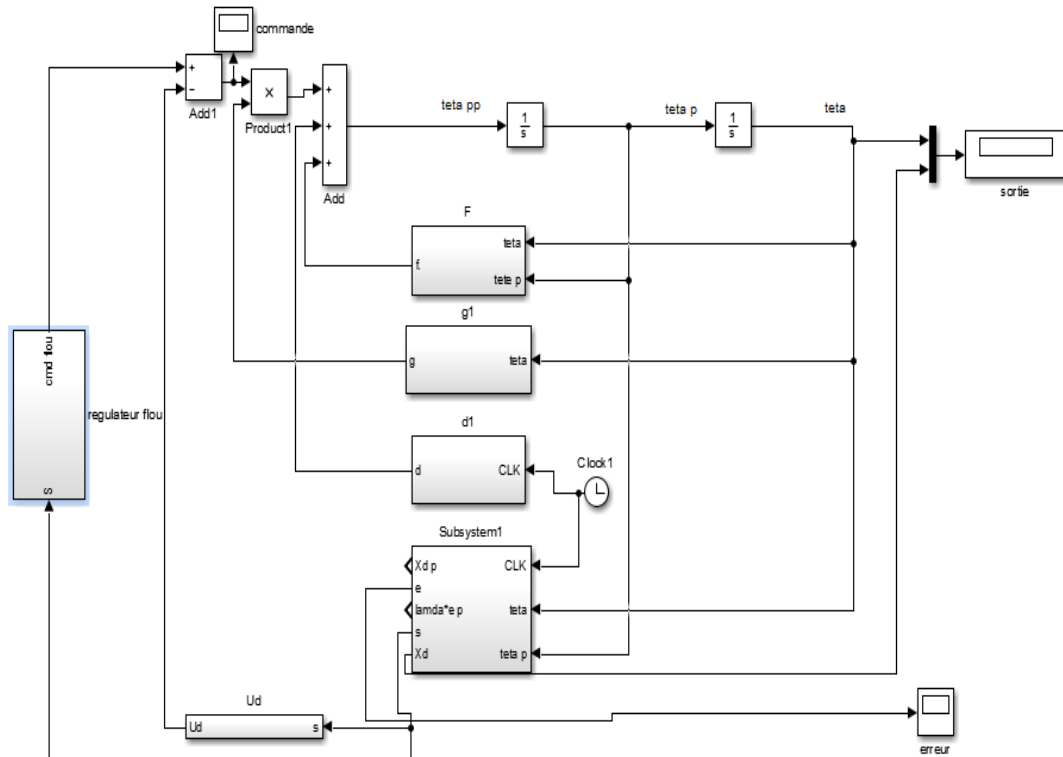 commande
+
−
Add1
×
Product1
+
+
+
Add
teta pp
1
s
teta p
1
s
teta
sortie
F
teta
f.
tete p
g1
g
teta
cmd flou
s
regulateur flou
d1
d
CLK
Clock1
Subsystem1
Xd p
CLK
e
lamda*e p
teta
s
Xd
teta p
Ud
Ud
s
erreur